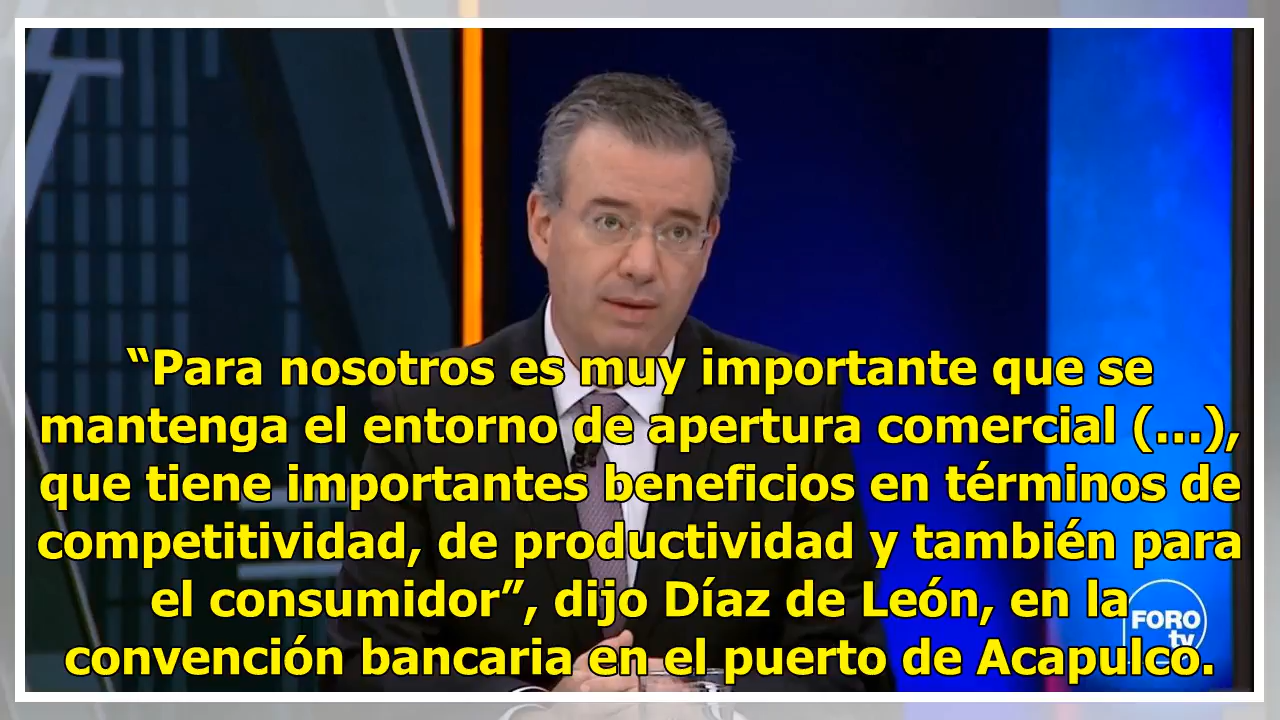 “Para nosotros es muy importante que se
mantenga el entorno de apertura comercial (...),
que tiene importantes beneficios en términos de
competitividad, de productividad y también para
el consumidor”, dijo Díaz de León, en la
convención bancaria en el puerto de Acapulco.
FORO
tv